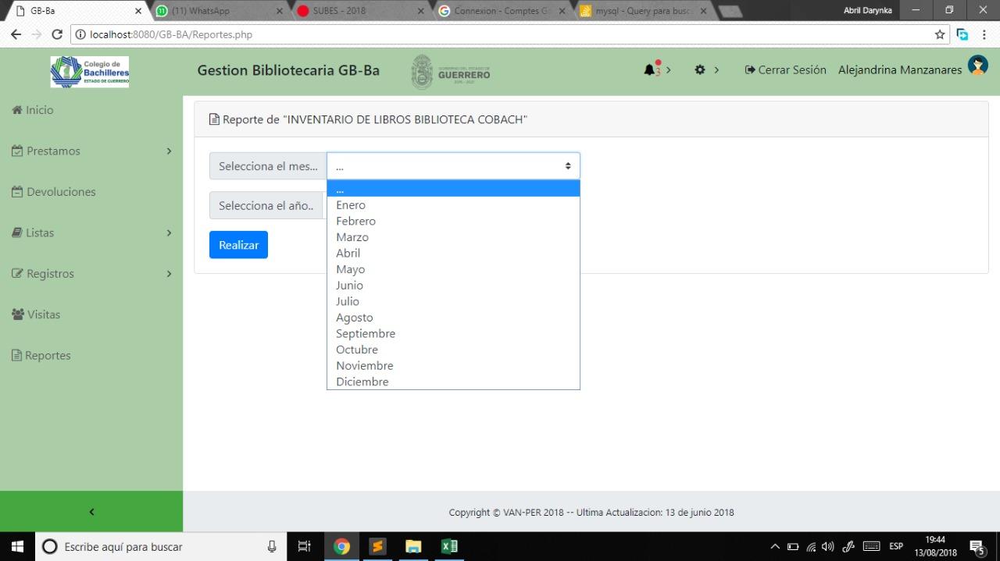 GB-Ba
(11) WhatsApp
SUBES - 2018
Connexion - Comptes G
mysql - Query para busc
Abril Darynka
localhost:8080/GB-BA/Reportes.php
Colegio de
Bachilleres
ESTADO DE GUERRERO
Gestion Bibliotecaria GB-Ba
GUERRERO
3
Cerrar Sesión
Alejandrina Manzanares
Inicio
Prestamos
Devoluciones
Listas
Registros
Visitas
Reportes
Reporte de "INVENTARIO DE LIBROS BIBLIOTECA COBACH"
Selecciona el mes...
...
Selecciona el año..
Realizar
...
Enero
Febrero
Marzo
Abril
Mayo
Junio
Julio
Agosto
Septiembre
Octubre
Noviembre
Diciembre
Copyright © VAN-PER 2018 -- Ultima Actualizacion: 13 de junio 2018
Escribe aquí para buscar
ESP
19:44
13/08/2018
5